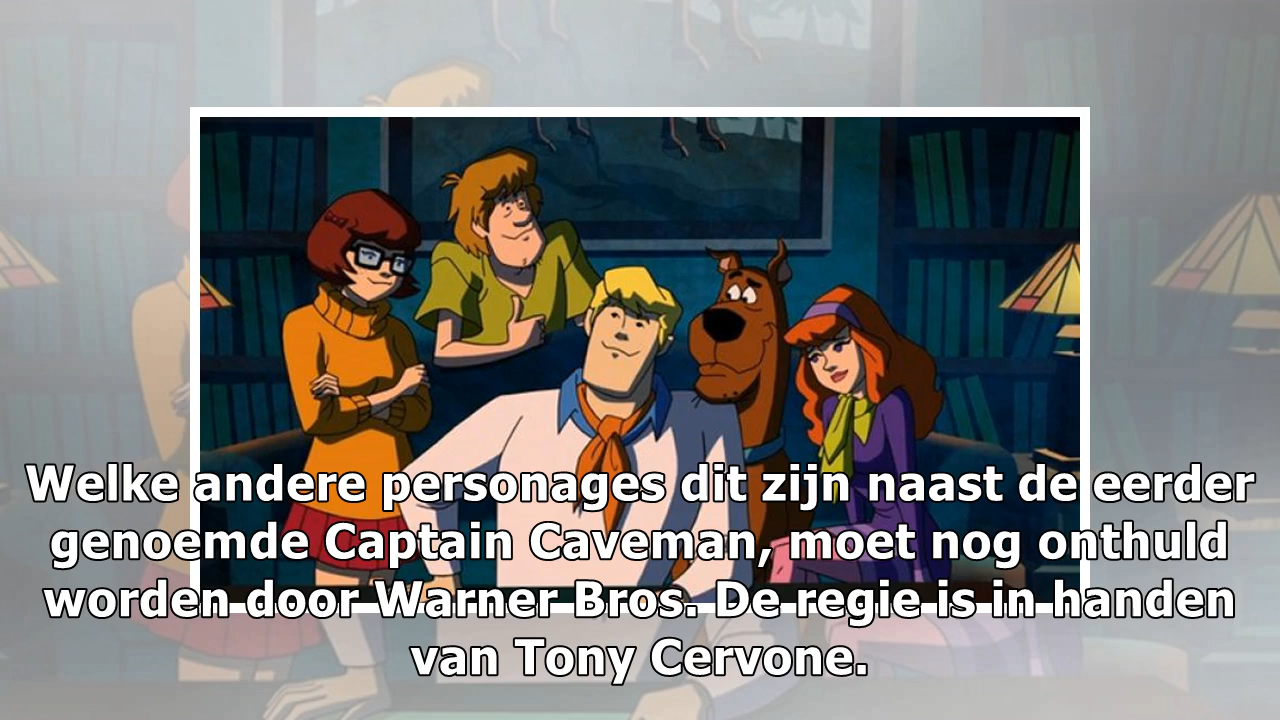 Welke andere personages dit zijn naast de eerder
genoemde Captain Caveman, moet nog onthuld
worden door Warner Bros. De regie is in handen
van Tony Cervone.